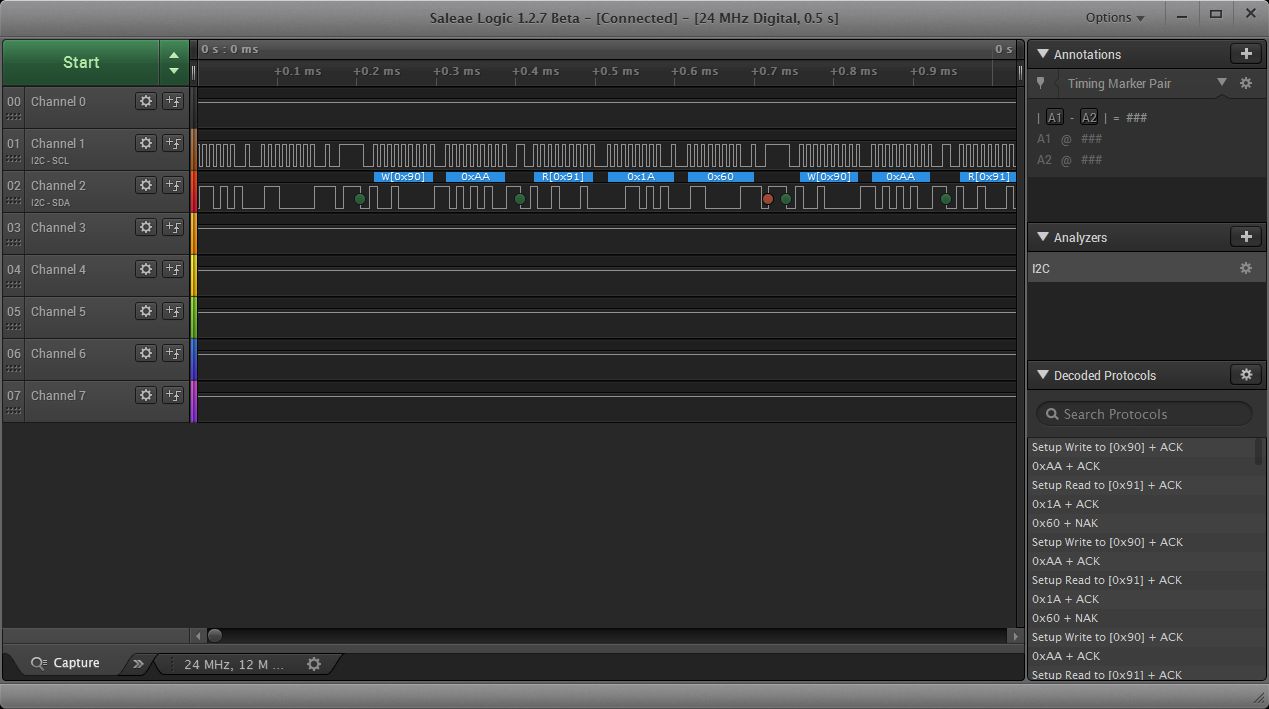 Saleae Logic 1.2.7 Beta - [Connected] - [24 MHz Digital, 0.5 s]
Options
Start
0 s : 0 ms
0 s
+0.1 ms
+0.2 ms
+0.3 ms
+0.4 ms
+0.5 ms
+0.6 ms
+0.7 ms
+0.8 ms
+0.9 ms
00 Channel 0
01 Channel 1
I2C - SCL
02 Channel 2
I2C - SDA
W[0x90]
0xAA
R[0x91]
0x1A
0x60
W[0x90]
0xAA
R[0x91]
03 Channel 3
04 Channel 4
05 Channel 5
06 Channel 6
07 Channel 7
Capture
24 MHz, 12 M ...
Annotations
Timing Marker Pair
| A1 - A2 | = ###
A1 @ ###
A2 @ ###
Analyzers
I2C
Decoded Protocols
Search Protocols
Setup Write to [0x90] + ACK
0xAA + ACK
Setup Read to [0x91] + ACK
0x1A + ACK
0x60 + NAK
Setup Write to [0x90] + ACK
0xAA + ACK
Setup Read to [0x91] + ACK
0x1A + ACK
0x60 + NAK
Setup Write to [0x90] + ACK
0xAA + ACK
Setup Read to [0x91] + ACK